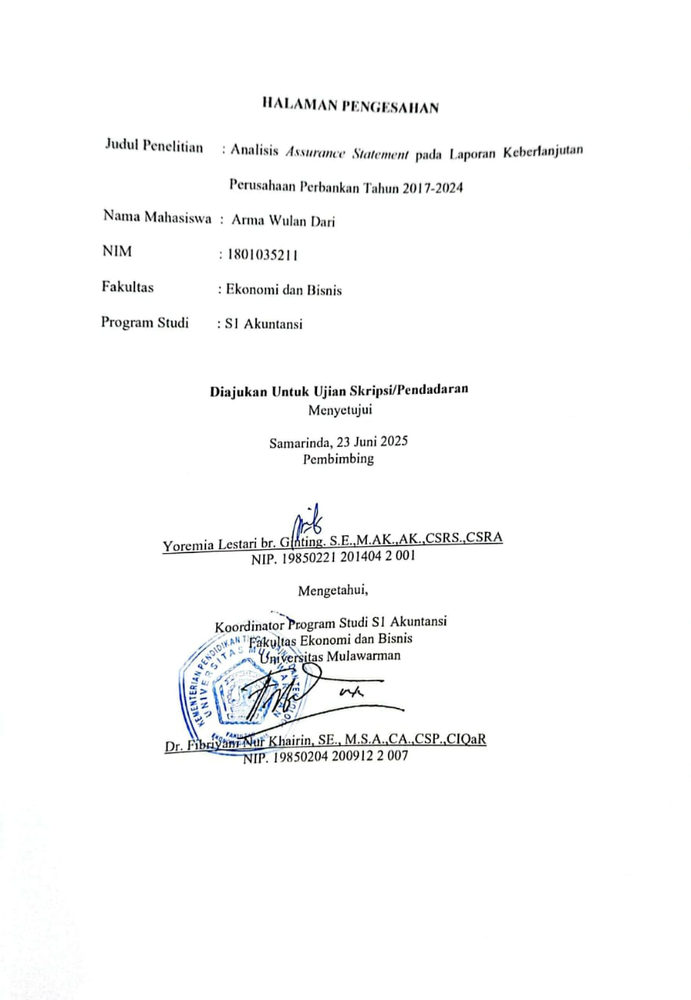 HALAMAN PENGESAHAN
Judul Penelitian : Analisis Assurance Statement pada Laporan Keberlanjutan
Perusahaan Perbankan Tahun 2017-2024
Nama Mahasiswa : Arma Wulan Dari
NIM : 1801035211
Fakultas : Ekonomi dan Bisnis
Program Studi : S1 Akuntansi
Diajukan Untuk Ujian Skripsi/Pendadaran
Menyetujui
Samarinda, 23 Juni 2025
Pembimbing
Yoremia Lestari br. Ginting. S.E.,M.AK.,AK.,CSRS.,CSRA
NIP. 19850221 201404 2 001
Mengetahui,
Koordinator Program Studi S1 Akuntansi
Fakultas Ekonomi dan Bisnis
Universitas Mulawarman
KEMENTERIAN PENDIDIKAN
UNIVERSITAS
FAKULTAS
Dr. Fibriyani Nur Khairin, SE., M.S.A.,CA.,CSP.,CIQaR
NIP. 19850204 200912 2 007